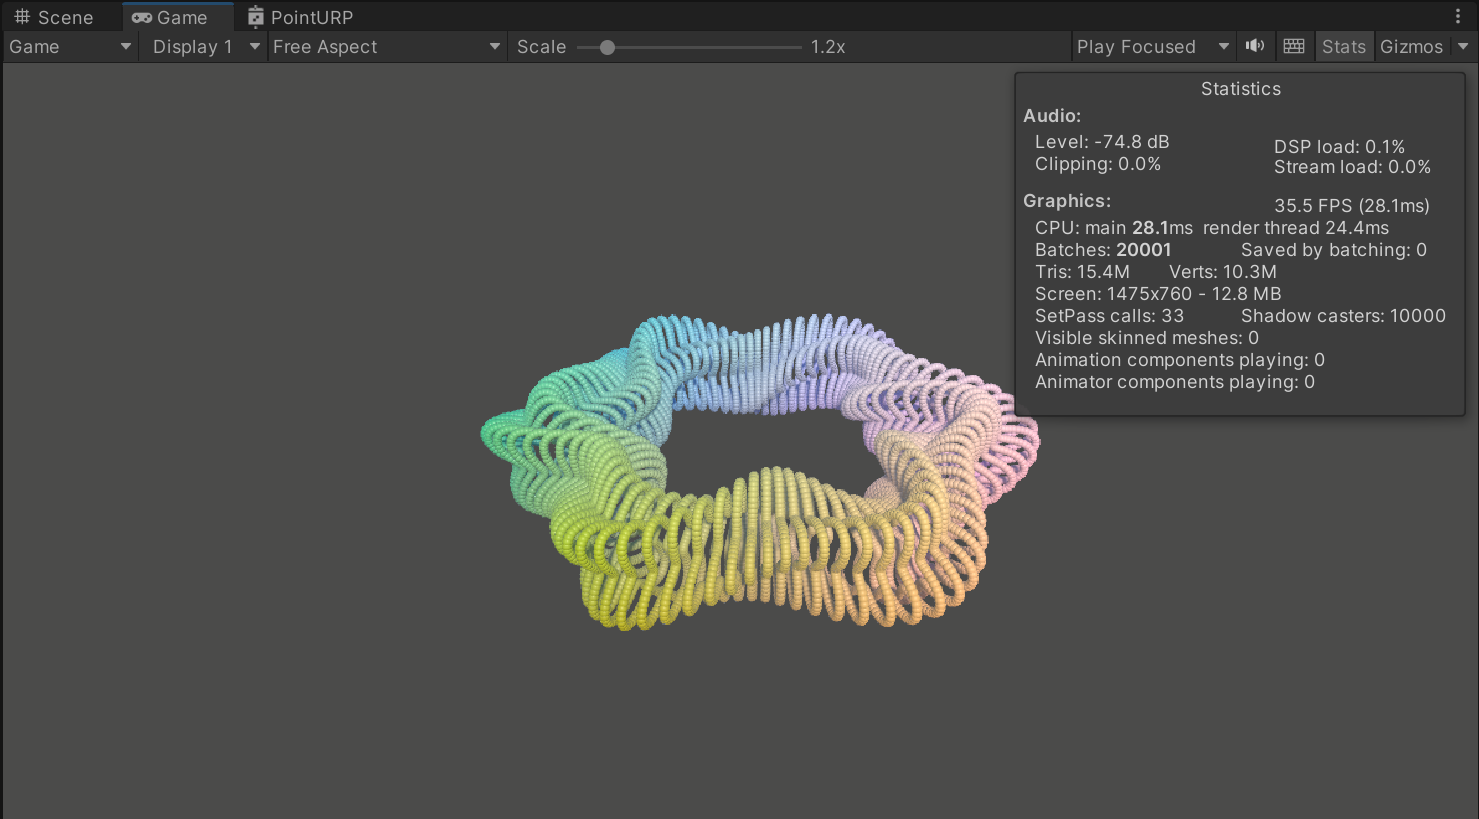 Scene Game PointURP
Game Display 1 Free Aspect Scale 1.2x Play Focused Stats Gizmos
Statistics
Audio:
Level: -74.8 dB DSP load: 0.1%
Clipping: 0.0% Stream load: 0.0%
Graphics: 35.5 FPS (28.1ms)
CPU: main 28.1ms render thread 24.4ms
Batches: 20001 Saved by batching: 0
Tris: 15.4M Verts: 10.3M
Screen: 1475x760 - 12.8 MB
SetPass calls: 33 Shadow casters: 10000
Visible skinned meshes: 0
Animation components playing: 0
Animator components playing: 0